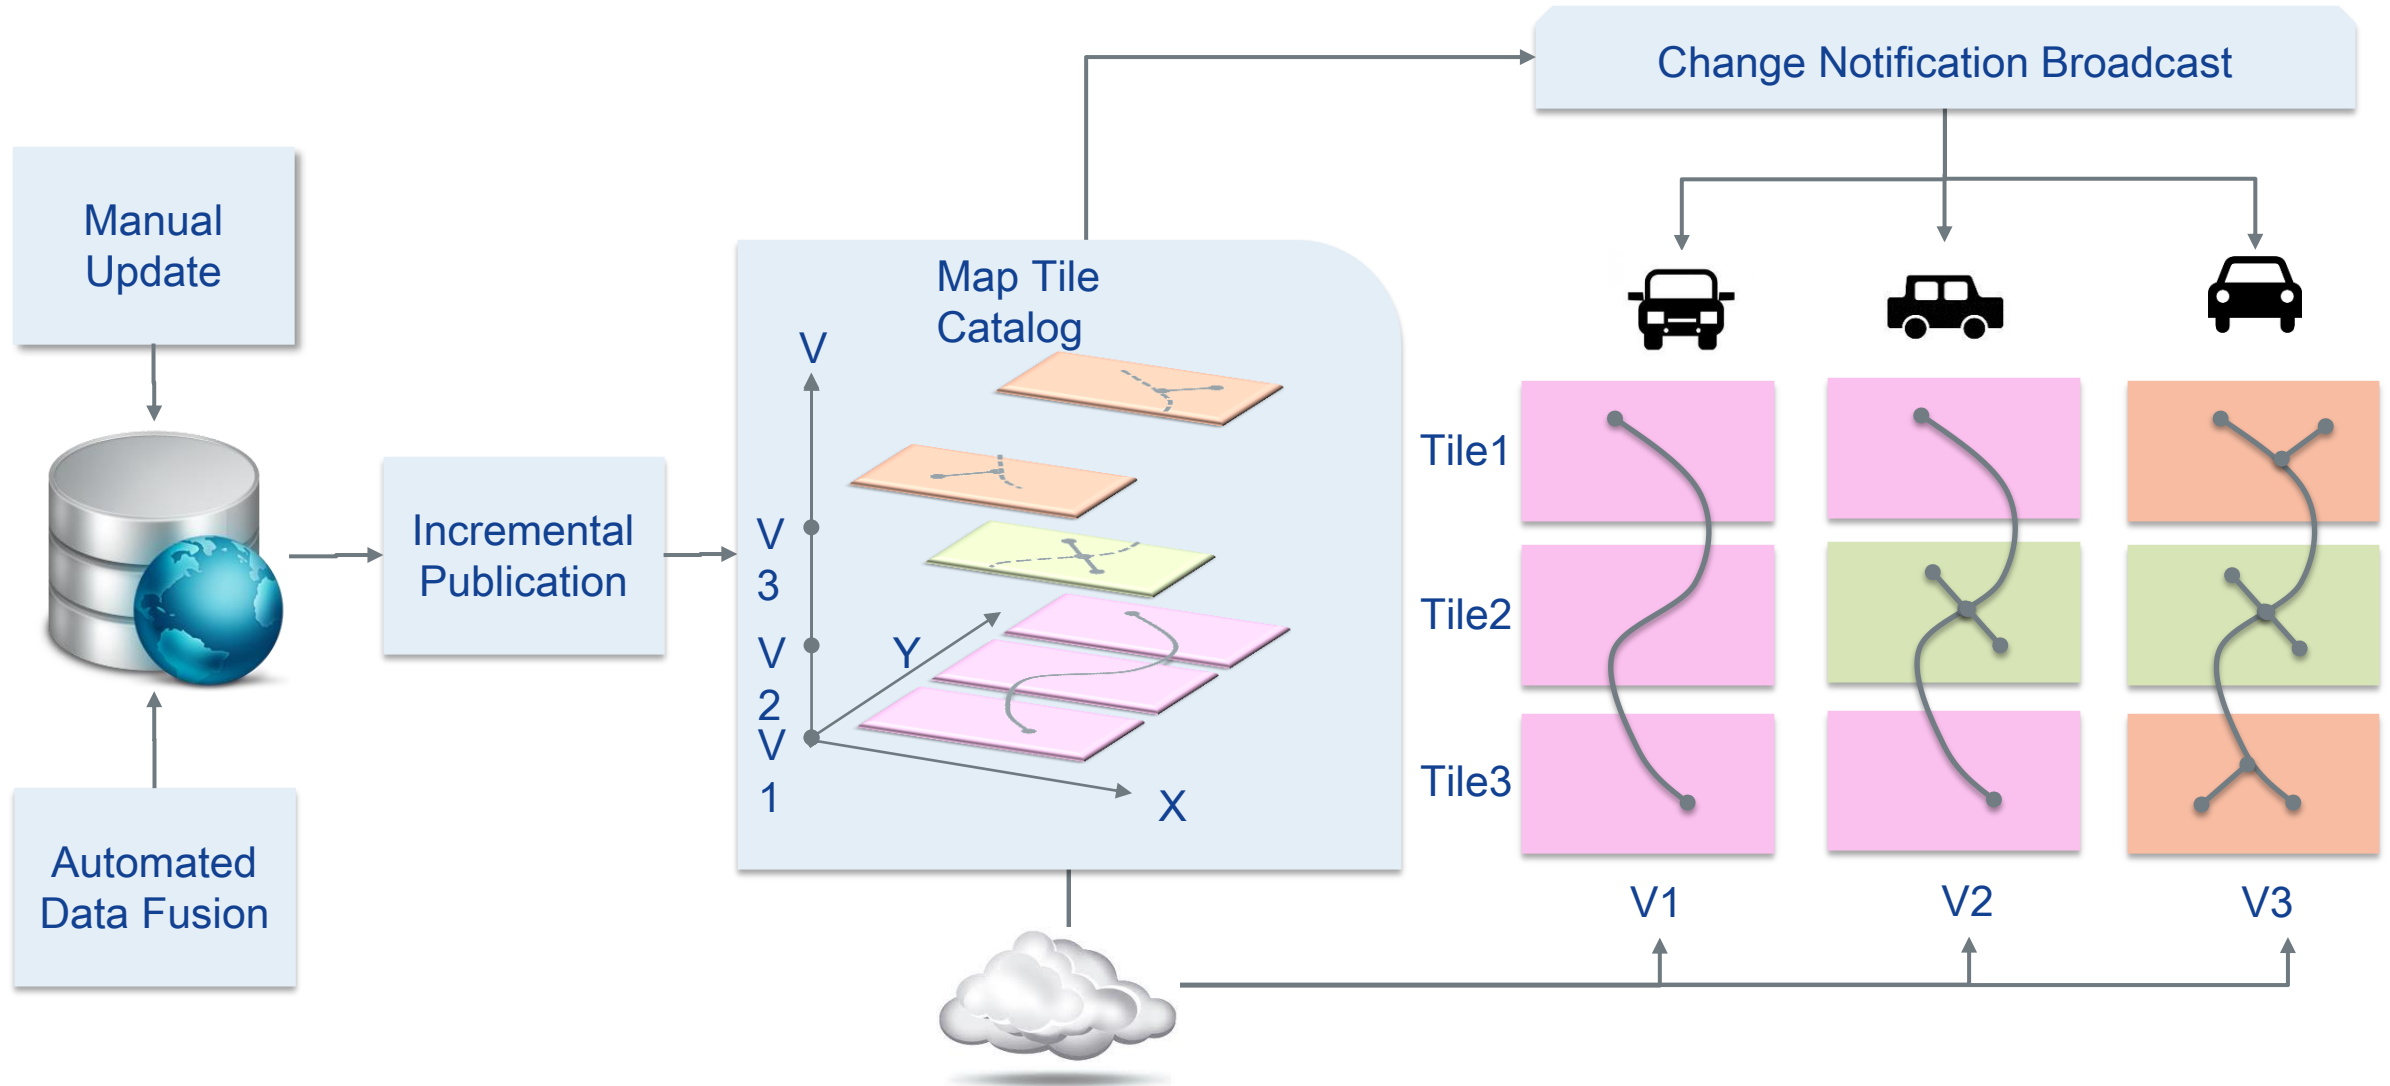 Change Notification Broadcast
Manual
Update
Map Tile
Catalog
V
Tile1
Incremental
Publication
V
3
Tile2
Y
V
2
V
1
X
Tile3
Automated
Data Fusion
V1
V2
V3